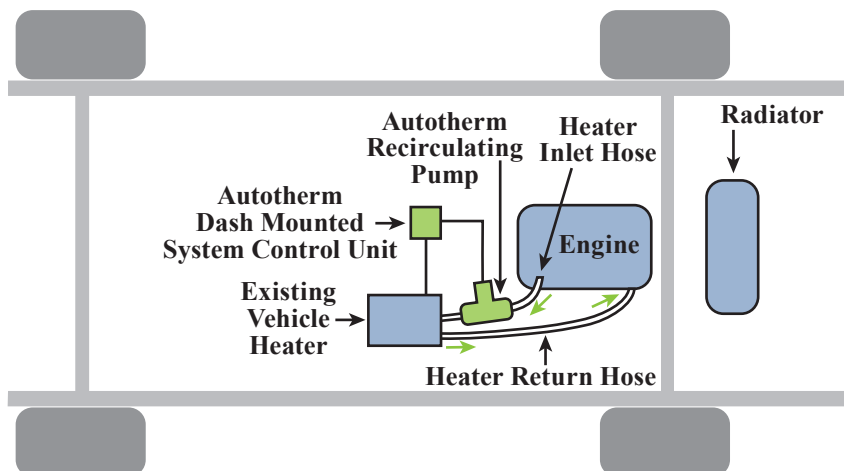 Radiator
Autotherm
Recirculating
Pump
Heater
Inlet Hose
Autotherm
Dash Mounted
System Control Unit
Engine
Existing
Vehicle
Heater
Heater Return Hose